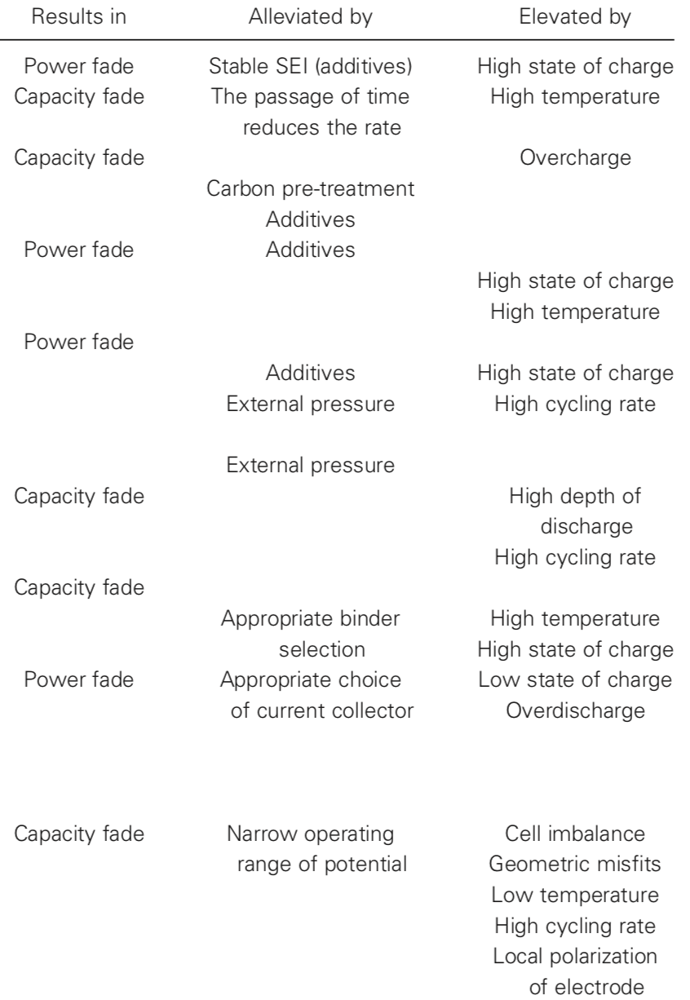 Results in Alleviated by Elevated by
Power fade Stable SEI (additives) High state of charge
Capacity fade The passage of time High temperature
reduces the rate
Capacity fade Overcharge
Carbon pre-treatment
Additives
Power fade Additives
High state of charge
High temperature
Power fade
Additives High state of charge
External pressure High cycling rate
External pressure
Capacity fade High depth of
discharge
High cycling rate
Capacity fade
Appropriate binder High temperature
selection High state of charge
Power fade Appropriate choice Low state of charge
of current collector Overdischarge
Capacity fade Narrow operating Cell imbalance
range of potential Geometric misfits
Low temperature
High cycling rate
Local polarization
of electrode